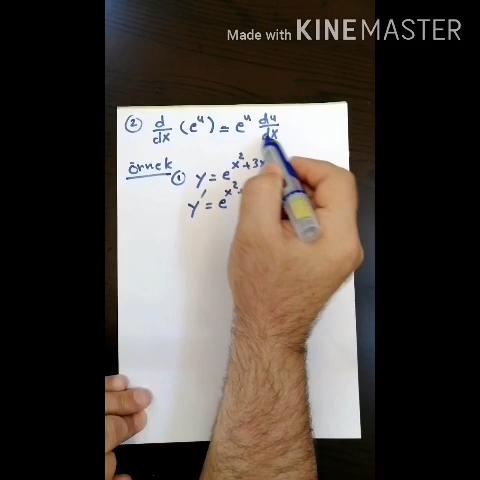 Made with KINEMASTER
② d/dx (e^u) = e^u du/dx
örnek ① y = e^x²+3x
y' = e^x²